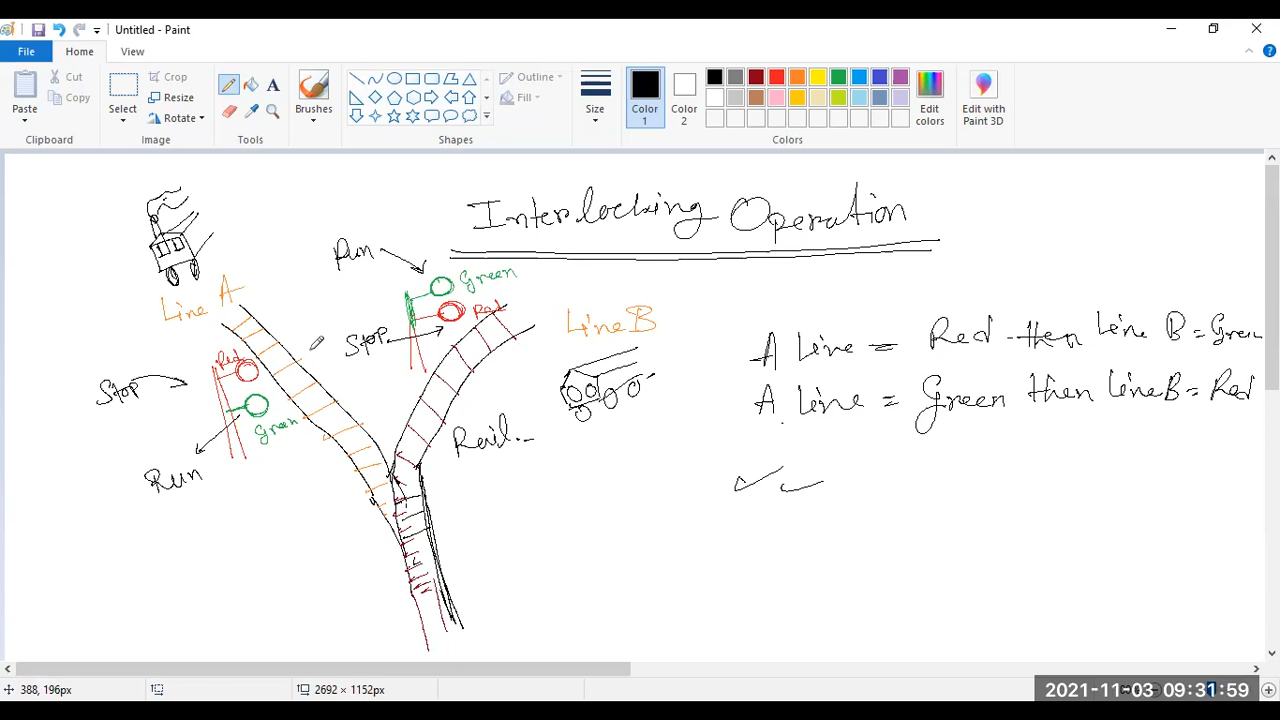 Untitled - Paint
File Home View
Paste
Cut
Copy
Clipboard
Select
Crop
Resize
Rotate
Image
Tools
Brushes
Shapes
Outline
Fill
Size
Color 1
Color 2
Edit colors
Colors
Edit with Paint 3D
Interlocking Operation
Run
Green
Red
Stop
Line A
Line B
Red
Stop
Green
Run
Rail.
A Line = Red then Line B = Green
A Line = Green then Line B = Red
388, 196px
2692 × 1152px
2021-11-03 09:31:59